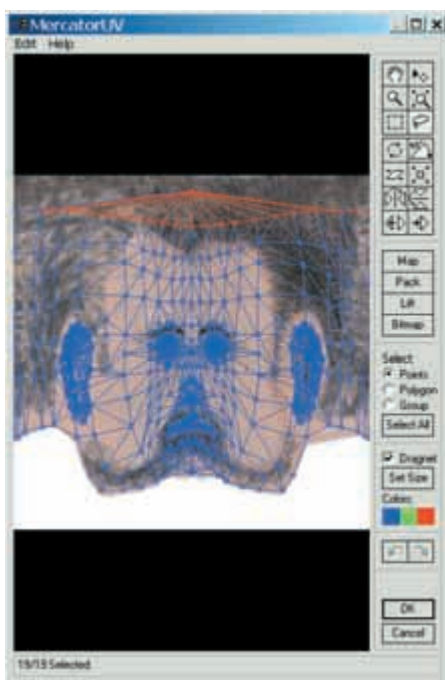 MercatorUV
Edit Help
Map
Pack
Lift
Bitmap
Select:
Points
Polygon
Group
Select All
Dragnet
Set Size
Colors:
OK
Cancel
19/19 Selected